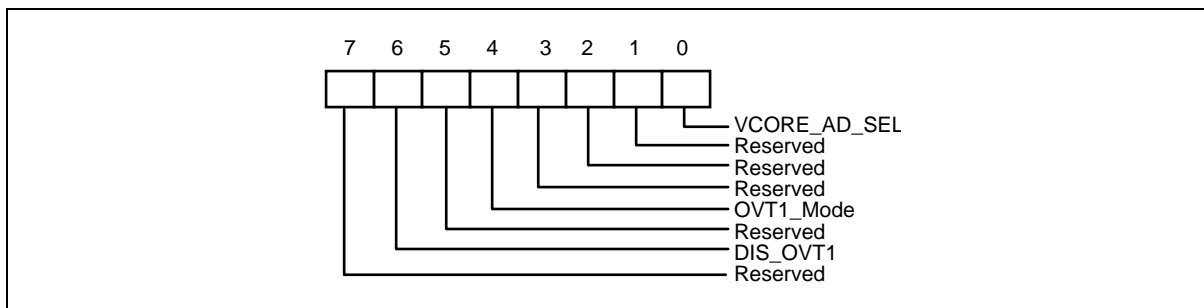 7 6 5 4 3 2 1 0
VCORE_AD_SEL
Reserved
Reserved
Reserved
OVT1_Mode
Reserved
DIS_OVT1
Reserved